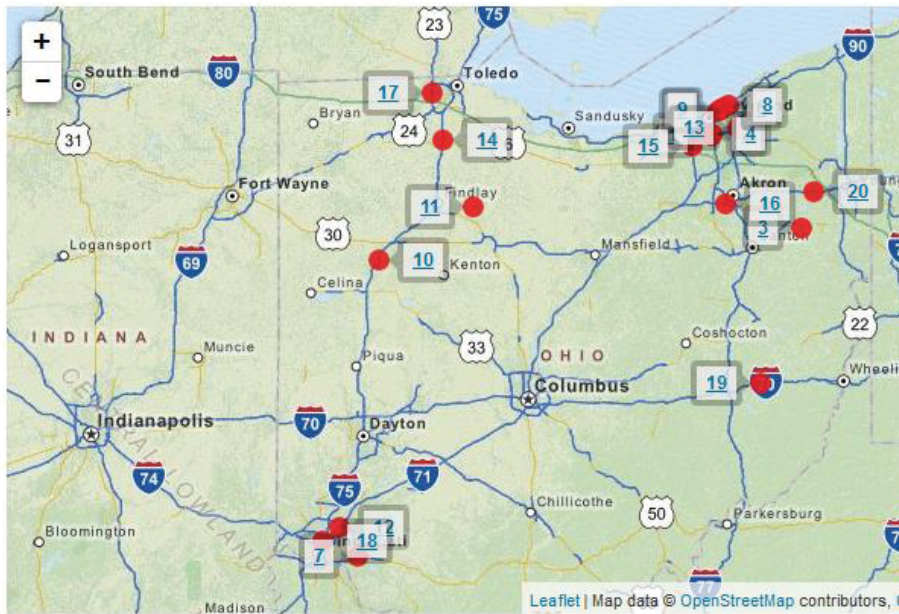 +
−
23
75
South Bend
80
Toledo
90
17
Bryan
24
14
Sandusky
9
8
13
4
15
31
Fort Wayne
Akron
20
11
Findlay
16
3
30
Logansport
69
10
Kenton
Mansfield
Celina
INDIANA
Muncie
33
Coshocton
22
Piqua
OHIO
19
Columbus
Indianapolis
70
Dayton
74
71
75
Chillicothe
50
Parkersburg
Bloomington
12
18
7
77
Madison
Leaflet | Map data © OpenStreetMap contributors,